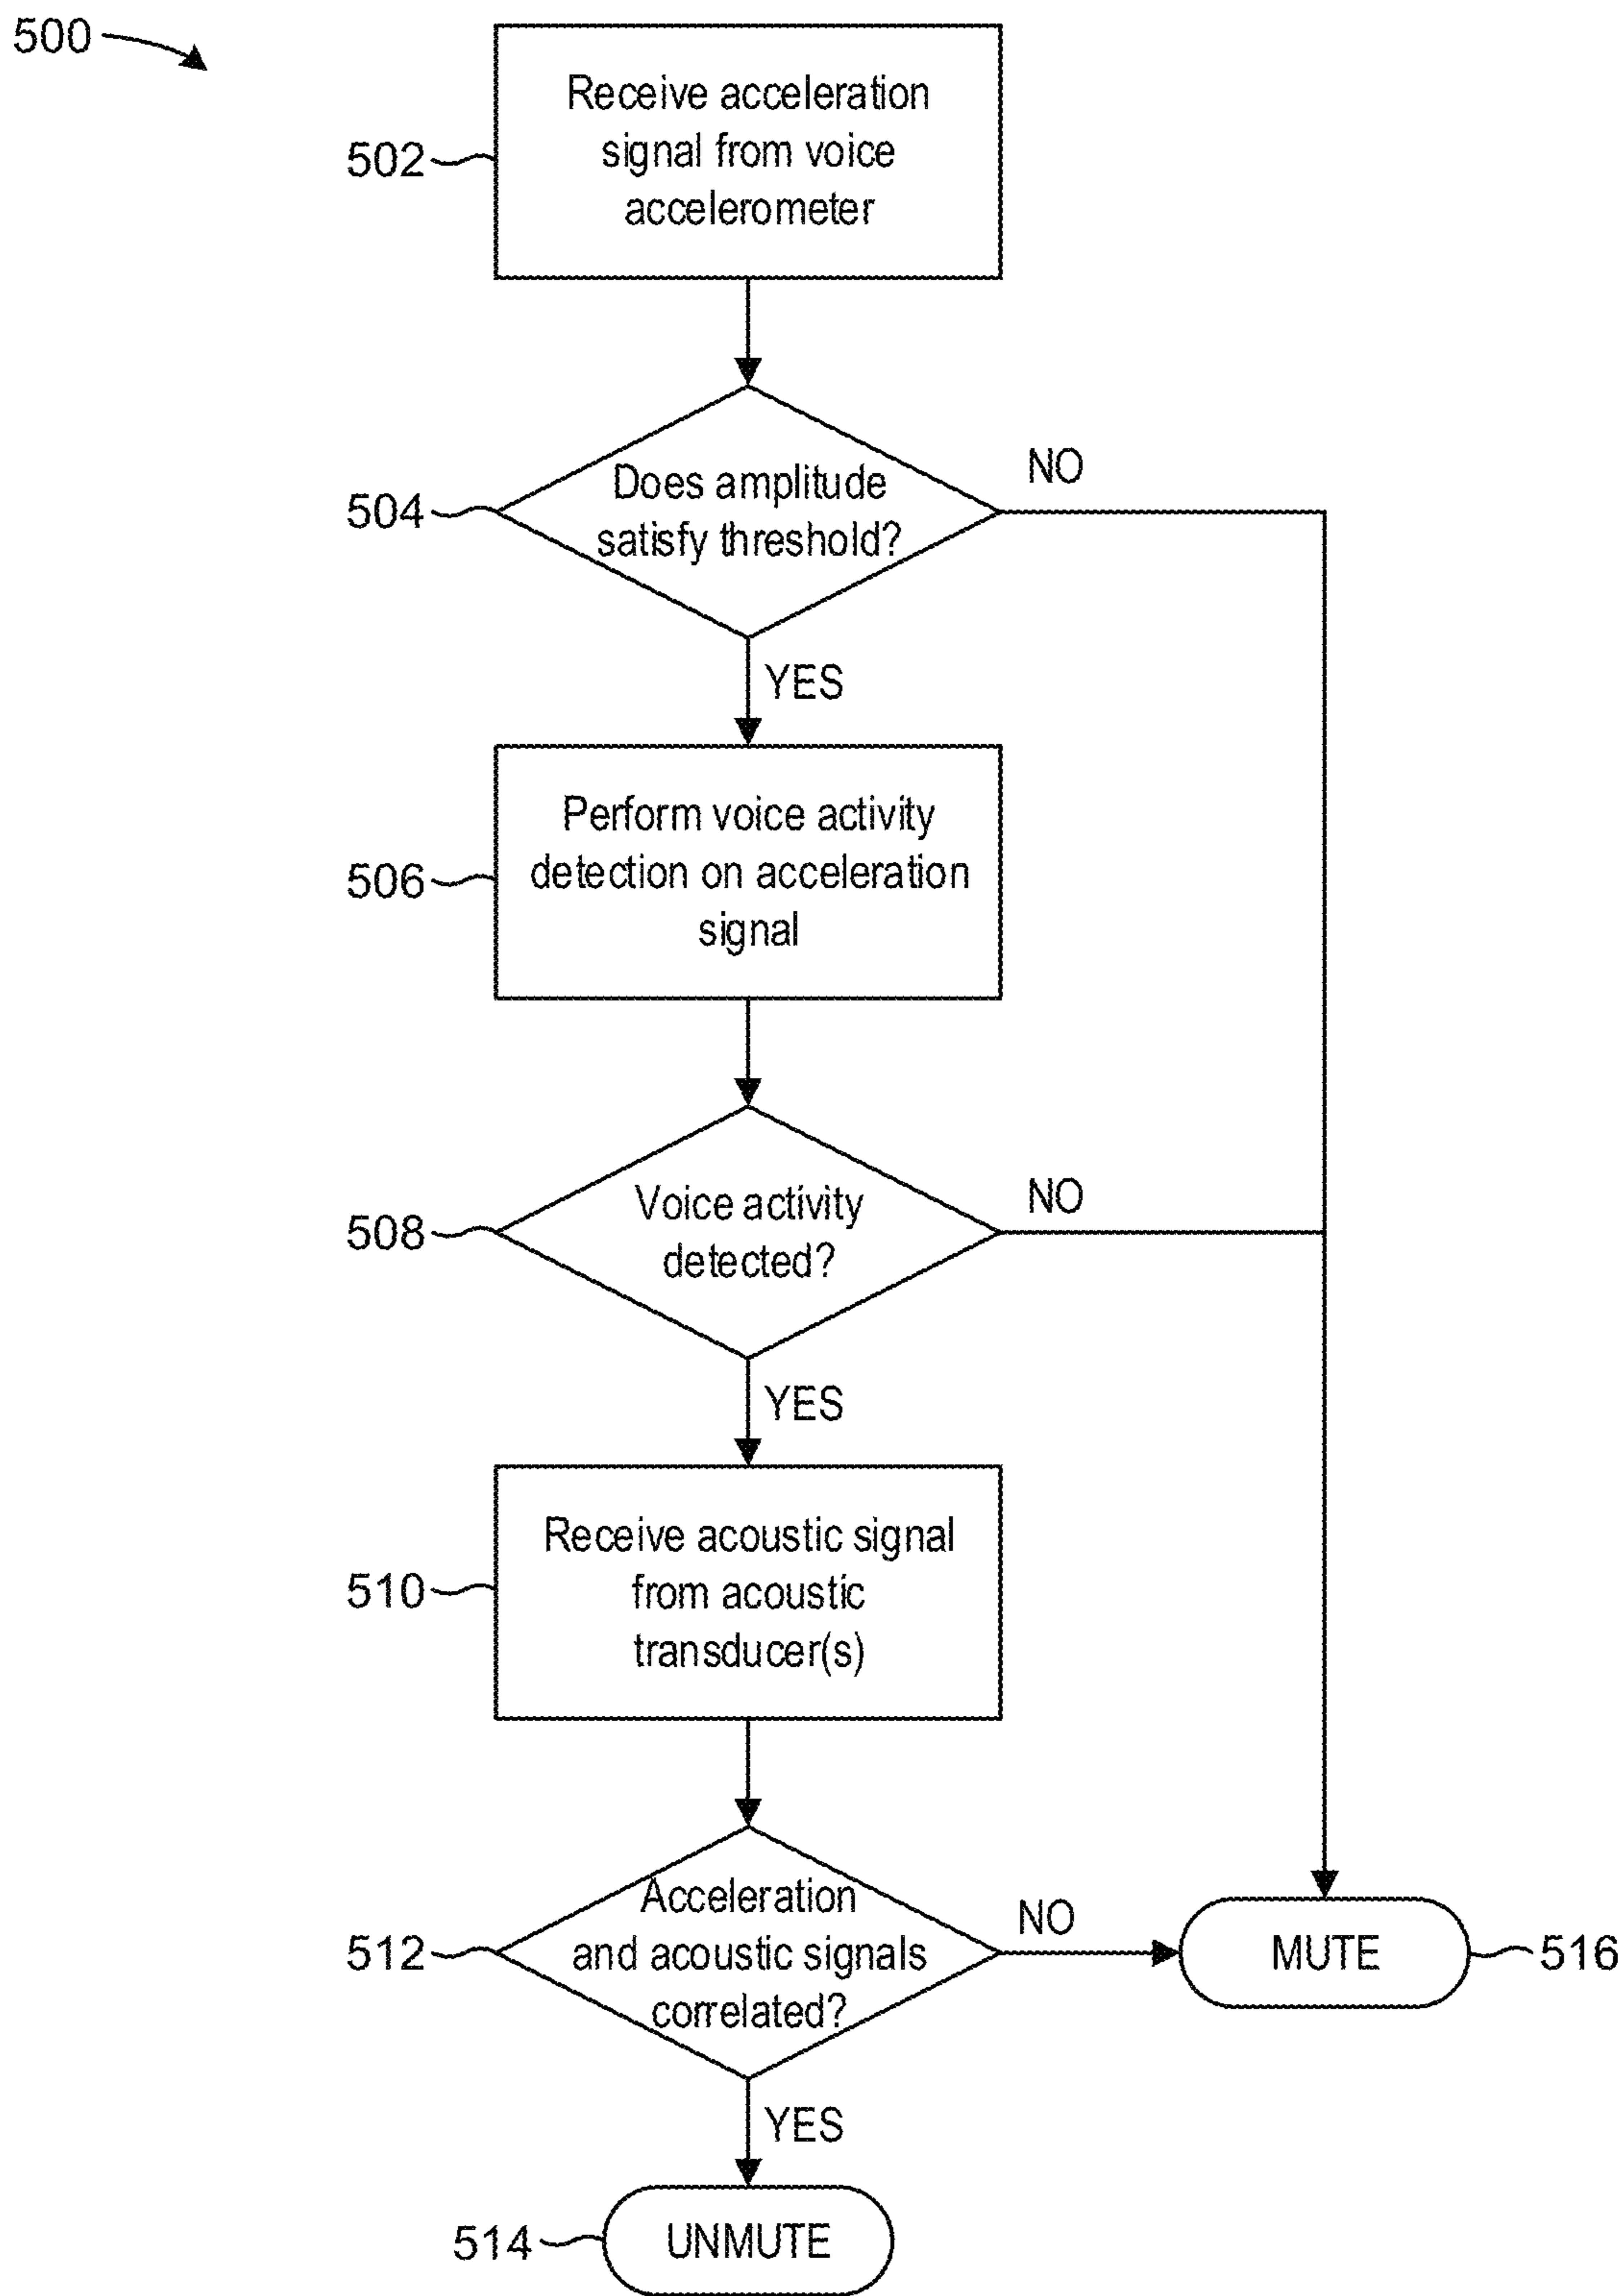 500
Receive acceleration
signal from voice
accelerometer
502
Does amplitude
satisfy threshold?
504
NO
YES
Perform voice activity
detection on acceleration
signal
506
Voice activity
detected?
508
NO
YES
Receive acoustic signal
from acoustic
transducer(s)
510
Acceleration
and acoustic signals
correlated?
512
NO
MUTE
516
YES
UNMUTE
514